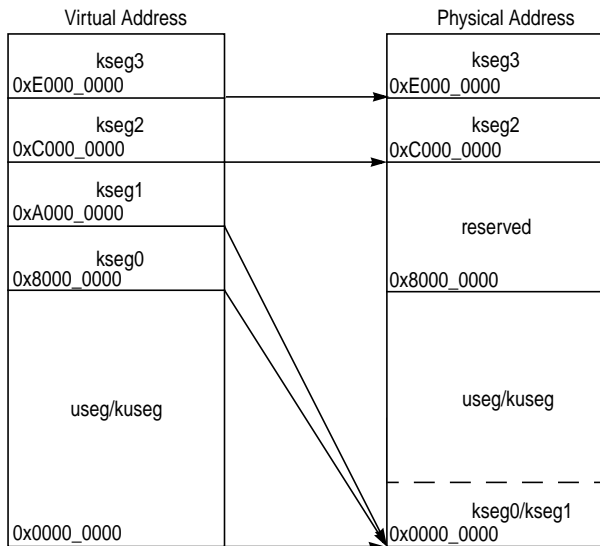 Virtual Address
kseg3
0xE000_0000
kseg2
0xC000_0000
kseg1
0xA000_0000
kseg0
0x8000_0000
useg/kuseg
0x0000_0000
Physical Address
kseg3
0xE000_0000
kseg2
0xC000_0000
reserved
0x8000_0000
useg/kuseg
kseg0/kseg1
0x0000_0000